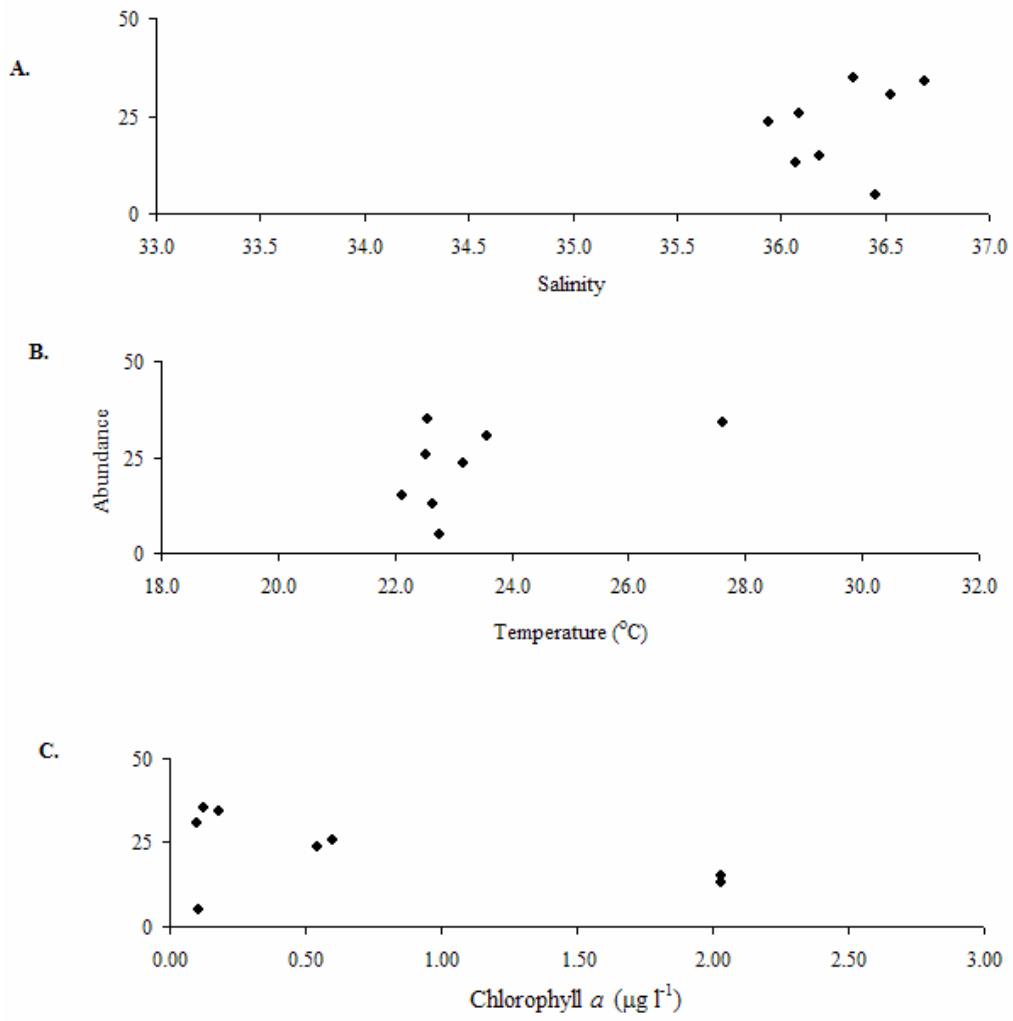 A.
50
25
0
33.0 33.5 34.0 34.5 35.0 35.5 36.0 36.5 37.0
Salinity
B.
Abundance
50
25
0
18.0 20.0 22.0 24.0 26.0 28.0 30.0 32.0
Temperature (°C)
C.
50
25
0
0.00 0.50 1.00 1.50 2.00 2.50 3.00
Chlorophyll a (µg l⁻¹)